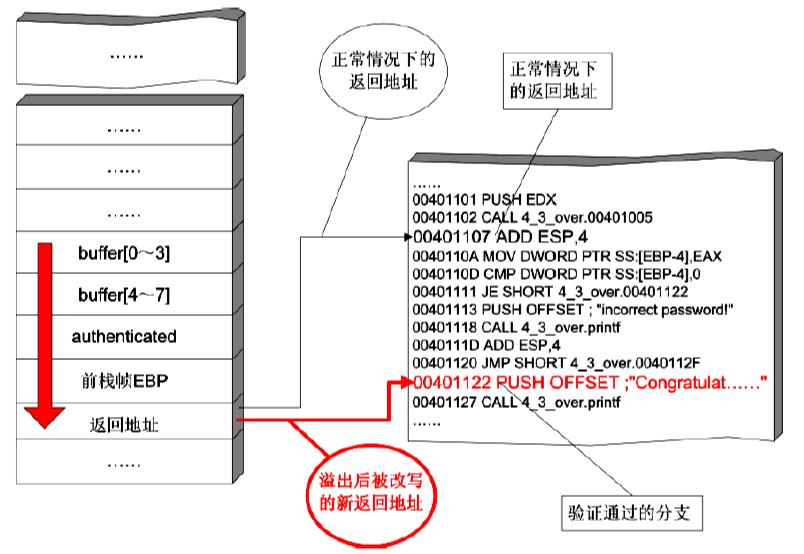 ……
……
……
……
buffer[0～3]
buffer[4～7]
authenticated
前栈帧EBP
返回地址
……
正常情况下的
返回地址
正常情况下
的返回地址
……
00401101 PUSH EDX
00401102 CALL 4_3_over.00401005
00401107 ADD ESP,4
0040110A MOV DWORD PTR SS:[EBP-4],EAX
0040110D CMP DWORD PTR SS:[EBP-4],0
00401111 JE SHORT 4_3_over.00401122
00401113 PUSH OFFSET ; "incorrect password!"
00401118 CALL 4_3_over.printf
0040111D ADD ESP,4
00401120 JMP SHORT 4_3_over.0040112F
00401122 PUSH OFFSET ;"Congratulat……"
00401127 CALL 4_3_over.printf
……
溢出后被改写
的新返回地址
验证通过的分支